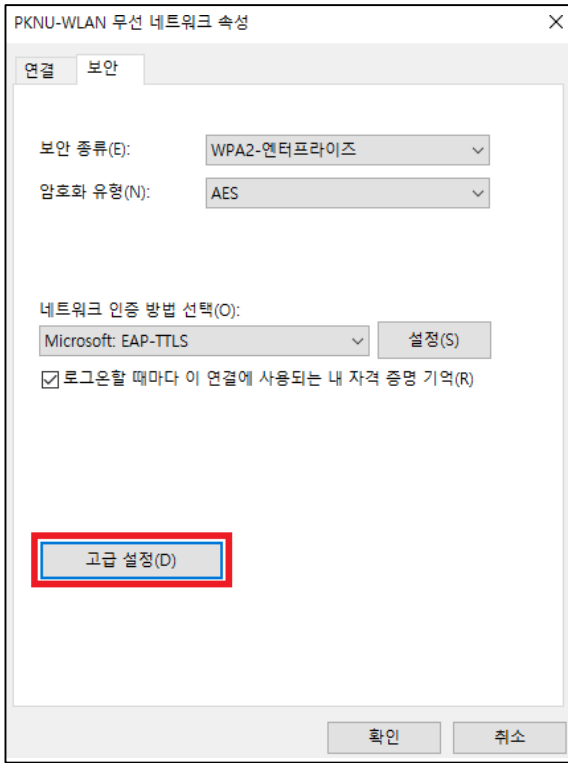 PKNU-WLAN 무선 네트워크 속성
연결 보안
보안 종류(E): WPA2-엔터프라이즈
암호화 유형(N): AES
네트워크 인증 방법 선택(O):
Microsoft: EAP-TTLS 설정(S)
로그온할 때마다 이 연결에 사용되는 내 자격 증명 기억(R)
고급 설정(D)
확인 취소